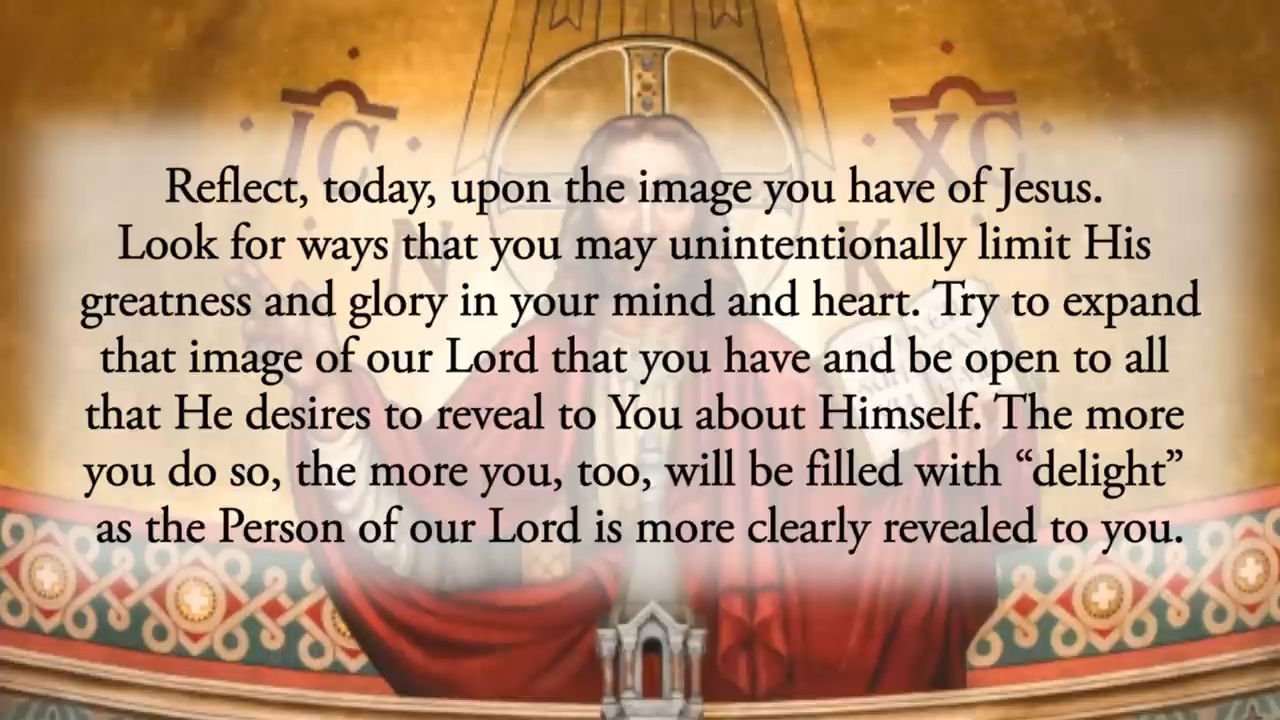 IC XC
Reflect, today, upon the image you have of Jesus.
N K
Look for ways that you may unintentionally limit His
greatness and glory in your mind and heart. Try to expand
that image of our Lord that you have and be open to all
that He desires to reveal to You about Himself. The more
you do so, the more you, too, will be filled with “delight”
as the Person of our Lord is more clearly revealed to you.